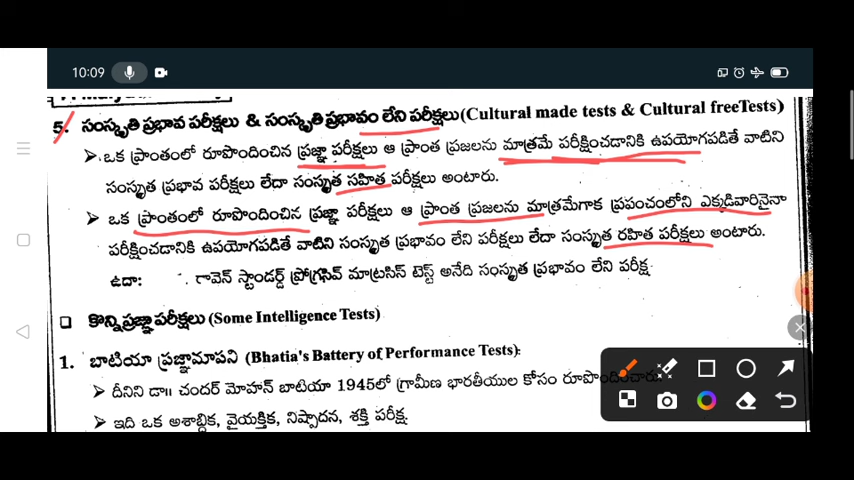 10:09
5. సంస్కృతి ప్రభావ పరీక్షలు & సంస్కృతి ప్రభావం లేని పరీక్షలు (Cultural made tests & Cultural freeTests)
➤ ఒక ప్రాంతంలో రూపొందించిన ప్రజ్ఞా పరీక్షలు ఆ ప్రాంత ప్రజలను మాత్రమే పరీక్షించడానికి ఉపయోగపడితే వాటిని
సంస్కృత ప్రభావ పరీక్షలు లేదా సంస్కృత సహిత పరీక్షలు అంటారు.
➤ ఒక ప్రాంతంలో రూపొందించిన ప్రజ్ఞా పరీక్షలు ఆ ప్రాంత ప్రజలను మాత్రమేగాక ప్రపంచంలోని ఎక్కడివారినైనా
పరీక్షించడానికి ఉపయోగపడితే వాటిని సంస్కృత ప్రభావం లేని పరీక్షలు లేదా సంస్కృత రహిత పరీక్షలు అంటారు.
ఉదా: గావెన్ స్టాండర్డ్ ప్రోగ్రసివ్ మాట్రసిస్ టెస్ట్ అనేది సంస్కృత ప్రభావం లేని పరీక్ష
❑ కొన్ని ప్రజ్ఞా పరీక్షలు (Some Intelligence Tests)
1. బాటియా ప్రజ్ఞామాపని (Bhatia's Battery of Performance Tests):
➤ దీనిని డా॥ చందర్ మోహన్ బాటియా 1945లో గ్రామీణ భారతీయుల కోసం రూపొందించారు.
➤ ఇది ఒక అశాబ్దిక, వైయక్తిక, నిష్పాదన, శక్తి పరీక్ష.